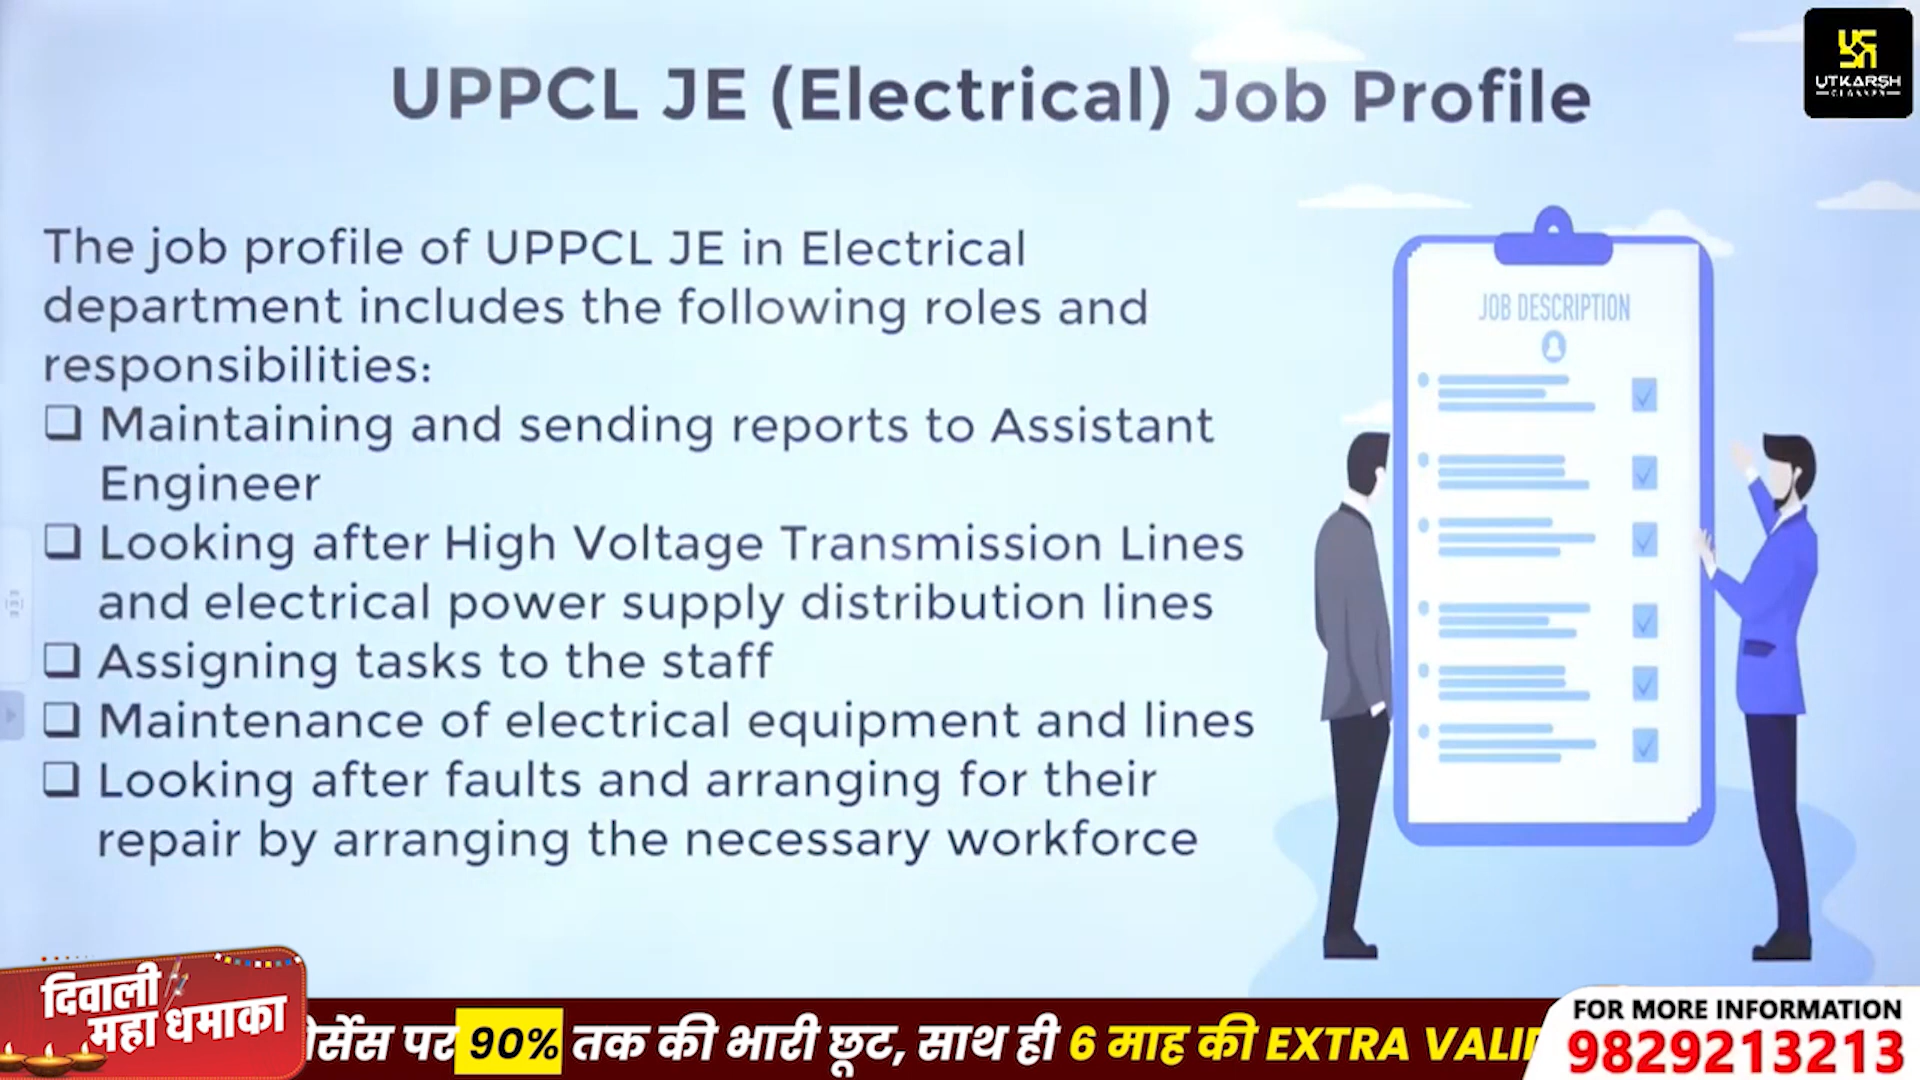 UPPCL JE (Electrical) Job Profile
UTKARSH
CLASSES
The job profile of UPPCL JE in Electrical
department includes the following roles and
responsibilities:
❑ Maintaining and sending reports to Assistant
Engineer
❑ Looking after High Voltage Transmission Lines
and electrical power supply distribution lines
❑ Assigning tasks to the staff
❑ Maintenance of electrical equipment and lines
❑ Looking after faults and arranging for their
repair by arranging the necessary workforce
JOB DESCRIPTION
दिवाली
महा धमाका
पर 90% तक की भारी छूट, साथ ही 6 माह की EXTRA
FOR MORE INFORMATION
9829213213